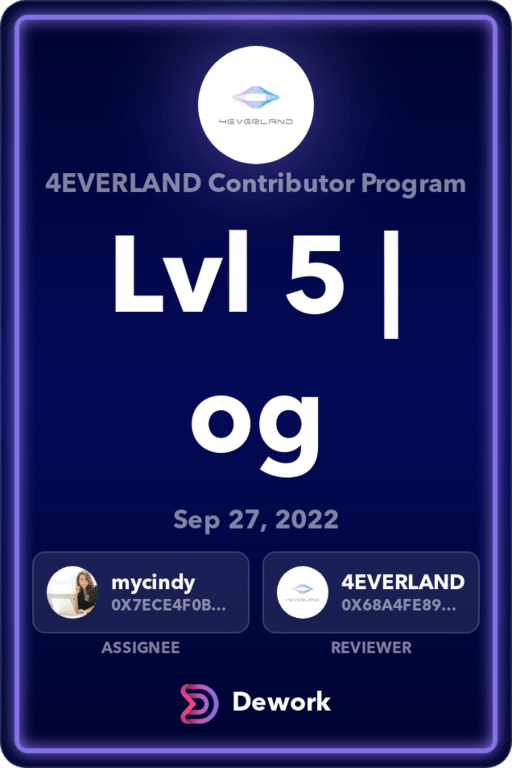 4EVERLAND
4EVERLAND Contributor Program
Lvl 5 |
og
Sep 27, 2022
mycindy
0X7ECE4F0B...
4EVERLAND
0X68A4FE89...
4EVERLAND
ASSIGNEE
REVIEWER
Dework